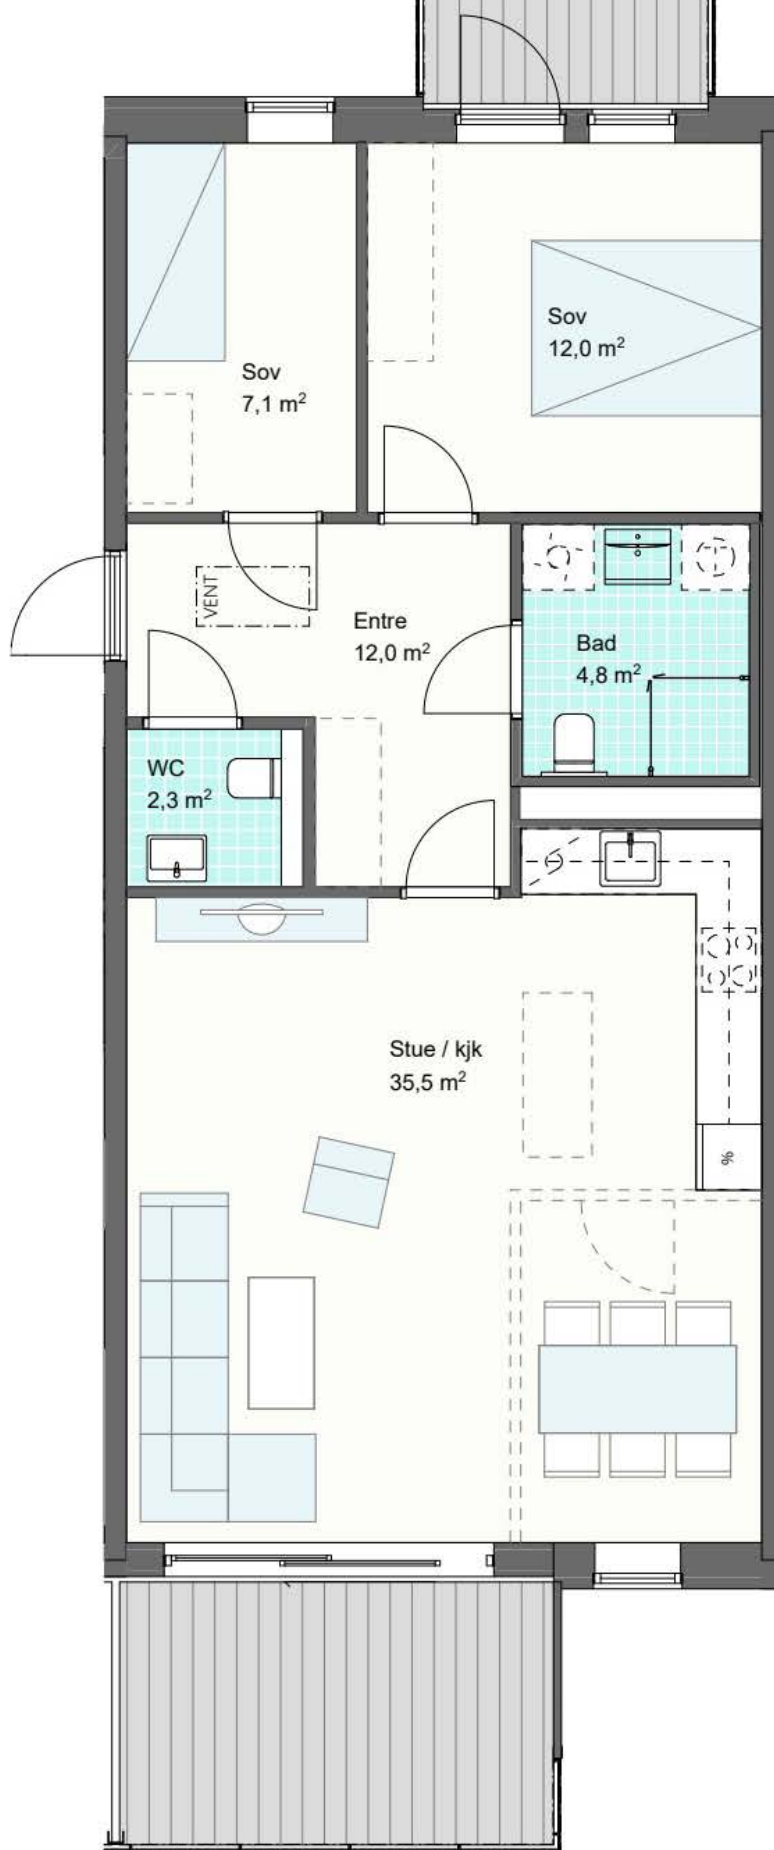 Sov
12,0 m²
Sov
7,1 m²
VENT
Entre
12,0 m²
Bad
4,8 m²
WC
2,3 m²
Stue / kjk
35,5 m²
%